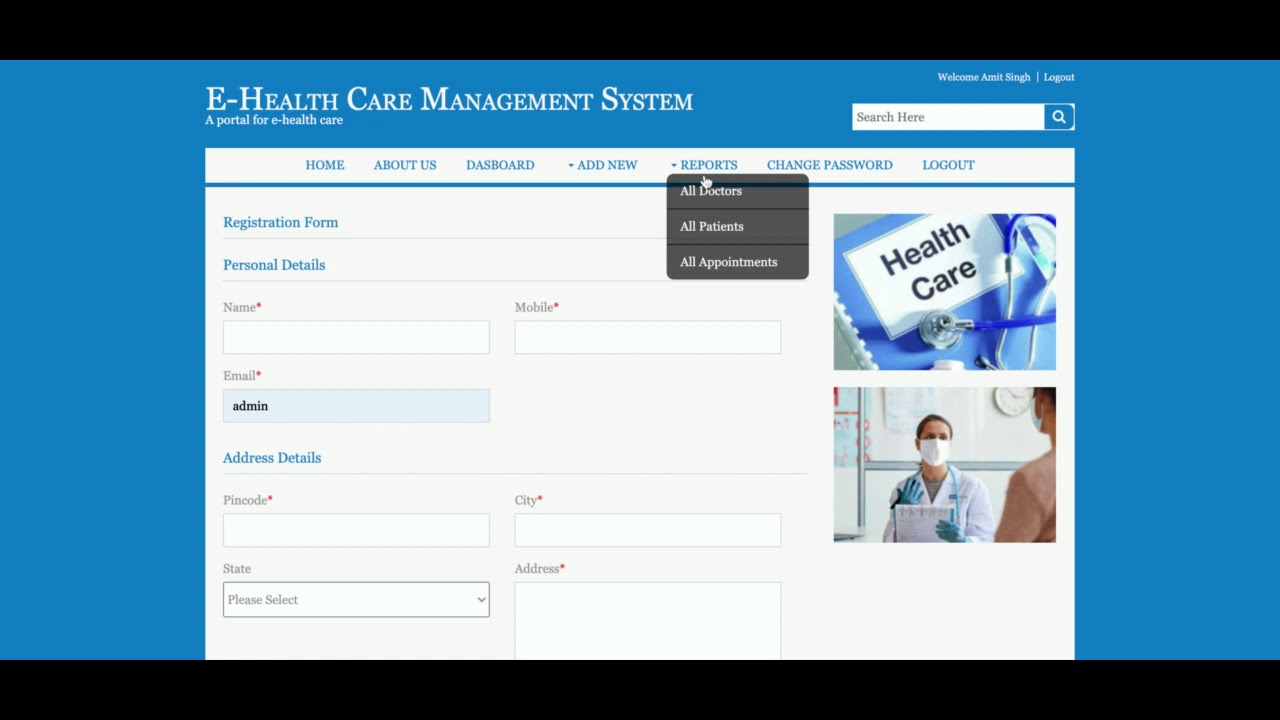 Welcome Amit Singh | Logout
E-Health Care Management System
A portal for e-health care
Search Here
HOME ABOUT US DASBOARD ADD NEW REPORTS CHANGE PASSWORD LOGOUT
All Doctors
All Patients
All Appointments
Registration Form
Personal Details
Name* Mobile*
Email*
admin
Address Details
Pincode* City*
State Address*
Please Select
Health
Care